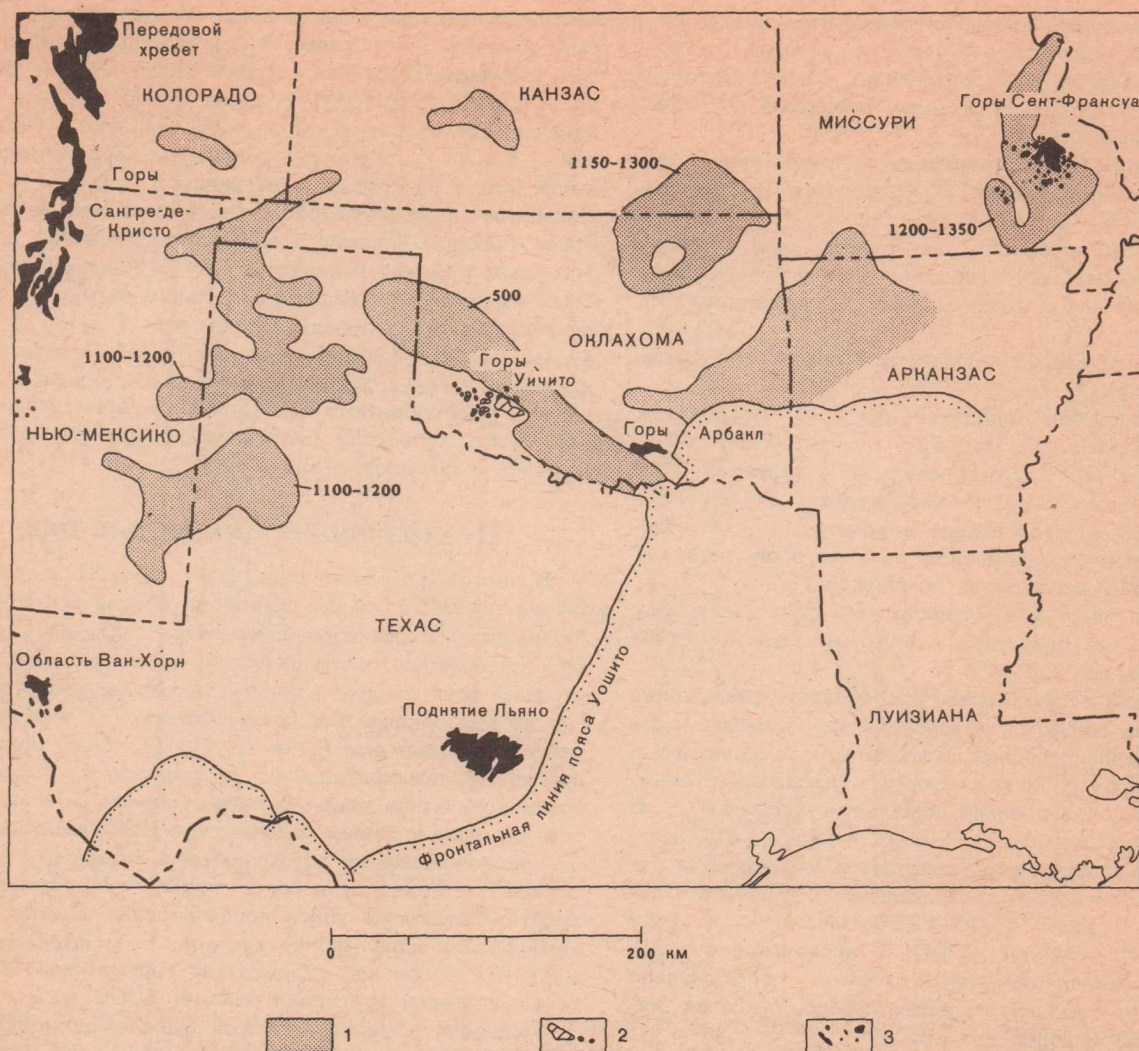 Передовой
хребет
КОЛОРАДО
КАНЗАС
МИССУРИ
Горы Сент-Франсуа
Горы
Сангре-де-
Кристо
1150-1300
1200-1350
500
ОКЛАХОМА
Горы
Уичито
АРКАНЗАС
1100-1200
НЬЮ-МЕКСИКО
Горы
Арбакл
1100-1200
ТЕХАС
Область Ван-Хорн
Поднятие Льяно
ЛУИЗИАНА
Фронтальная линия пояса Уошито
0
200 км
1
2
3